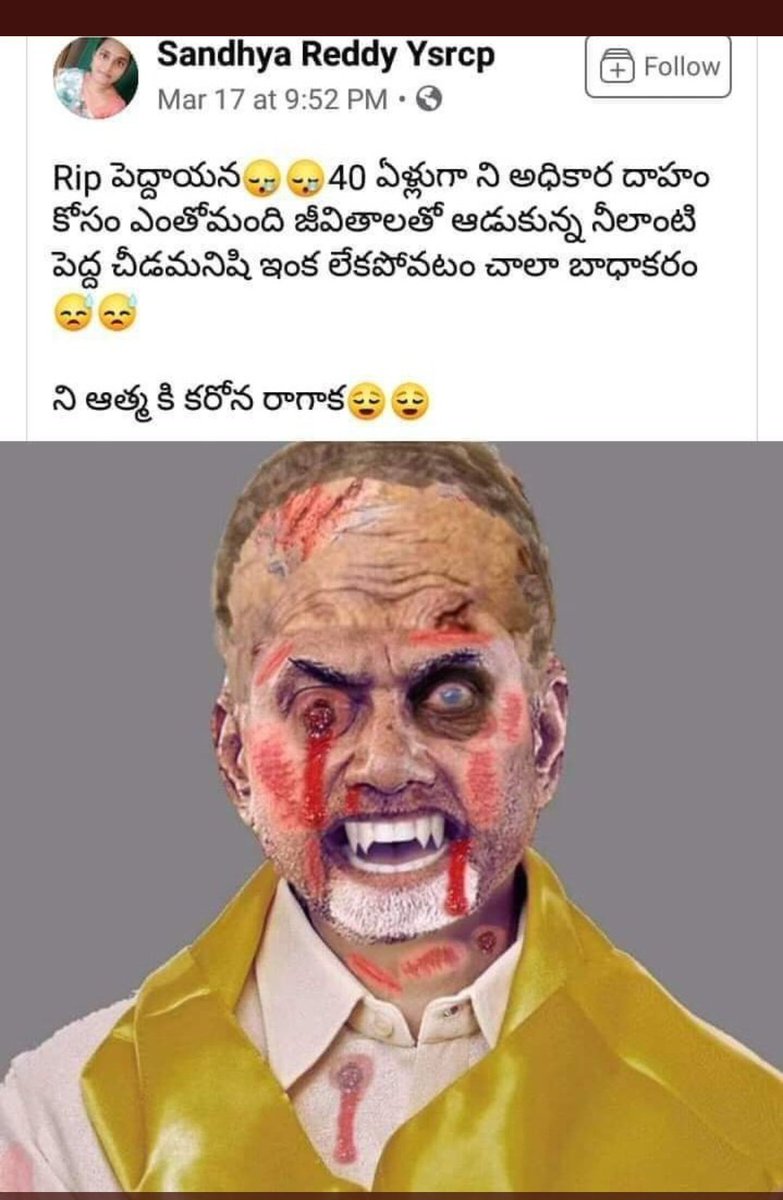 Sandhya Reddy Ysrcp
Follow
Mar 17 at 9:52 PM •
Rip పెద్దాయన😪😪40 ఏళ్లుగా ని అధికార దాహం
కోసం ఎంతోమంది జీవితాలతో ఆడుకున్న నీలాంటి
పెద్ద చీడమనిషి ఇంక లేకపోవటం చాలా బాధాకరం
😓😓
ని ఆత్మ కి కరోన రాగాక😌😌